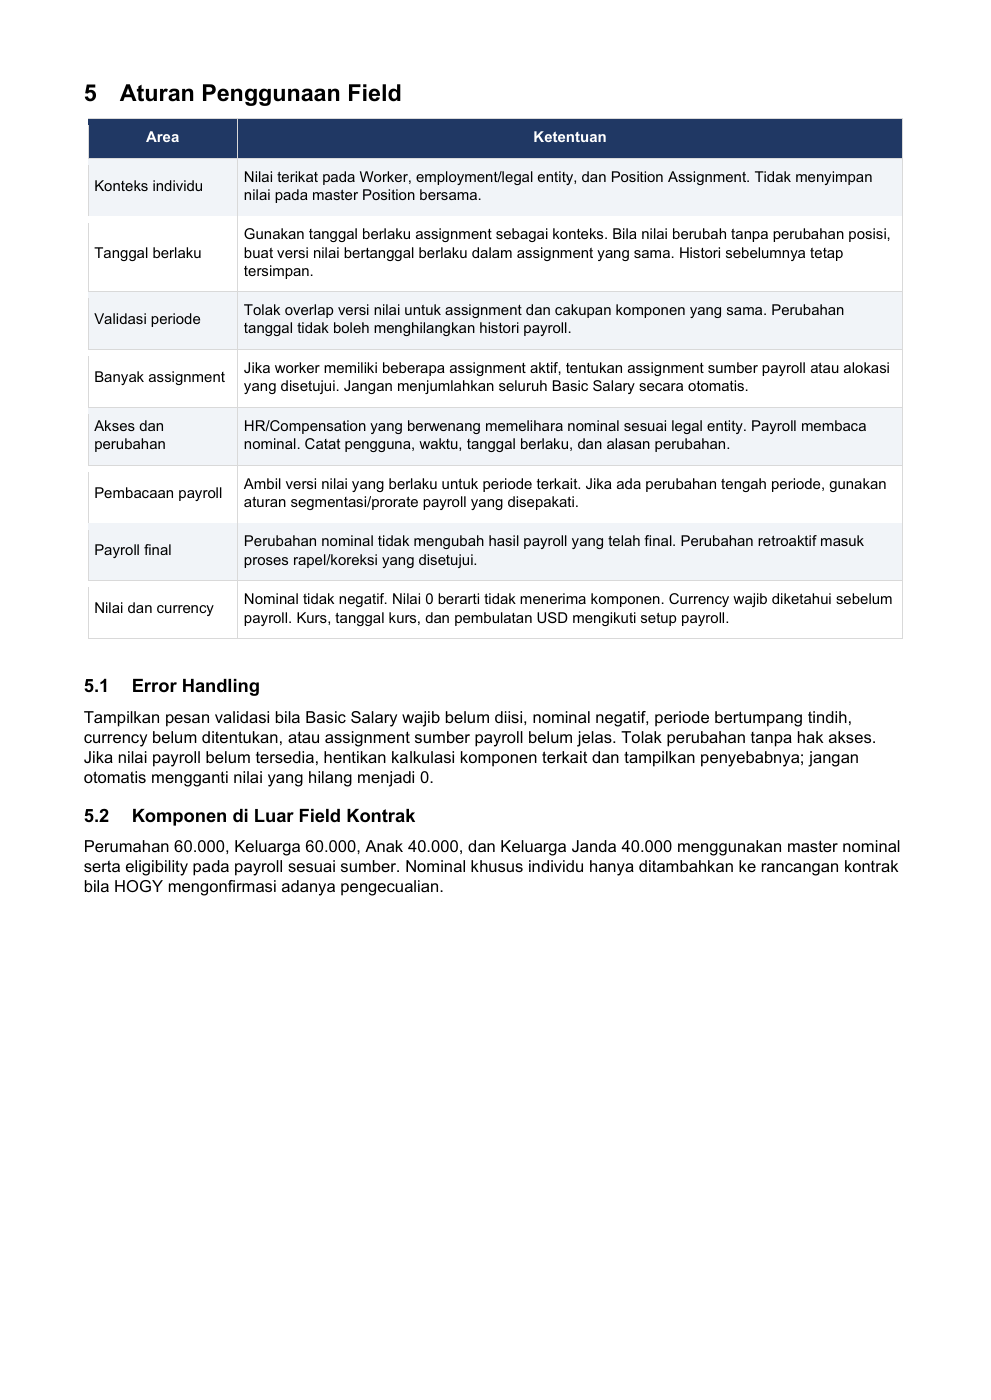 5 Aturan Penggunaan Field
Area Ketentuan
Konteks individu
Nilai terikat pada Worker, employment/legal entity, dan Position Assignment. Tidak menyimpan
nilai pada master Position bersama.
Tanggal berlaku
Gunakan tanggal berlaku assignment sebagai konteks. Bila nilai berubah tanpa perubahan posisi,
buat versi nilai bertanggal berlaku dalam assignment yang sama. Histori sebelumnya tetap
tersimpan.
Validasi periode
Tolak overlap versi nilai untuk assignment dan cakupan komponen yang sama. Perubahan
tanggal tidak boleh menghilangkan histori payroll.
Banyak assignment
Jika worker memiliki beberapa assignment aktif, tentukan assignment sumber payroll atau alokasi
yang disetujui. Jangan menjumlahkan seluruh Basic Salary secara otomatis.
Akses dan
perubahan
HR/Compensation yang berwenang memelihara nominal sesuai legal entity. Payroll membaca
nominal. Catat pengguna, waktu, tanggal berlaku, dan alasan perubahan.
Pembacaan payroll
Ambil versi nilai yang berlaku untuk periode terkait. Jika ada perubahan tengah periode, gunakan
aturan segmentasi/prorate payroll yang disepakati.
Payroll final
Perubahan nominal tidak mengubah hasil payroll yang telah final. Perubahan retroaktif masuk
proses rapel/koreksi yang disetujui.
Nilai dan currency
Nominal tidak negatif. Nilai 0 berarti tidak menerima komponen. Currency wajib diketahui sebelum
payroll. Kurs, tanggal kurs, dan pembulatan USD mengikuti setup payroll.
5.1 Error Handling
Tampilkan pesan validasi bila Basic Salary wajib belum diisi, nominal negatif, periode bertumpang tindih,
currency belum ditentukan, atau assignment sumber payroll belum jelas. Tolak perubahan tanpa hak akses.
Jika nilai payroll belum tersedia, hentikan kalkulasi komponen terkait dan tampilkan penyebabnya; jangan
otomatis mengganti nilai yang hilang menjadi 0.
5.2 Komponen di Luar Field Kontrak
Perumahan 60.000, Keluarga 60.000, Anak 40.000, dan Keluarga Janda 40.000 menggunakan master nominal
serta eligibility pada payroll sesuai sumber. Nominal khusus individu hanya ditambahkan ke rancangan kontrak
bila HOGY mengonfirmasi adanya pengecualian.